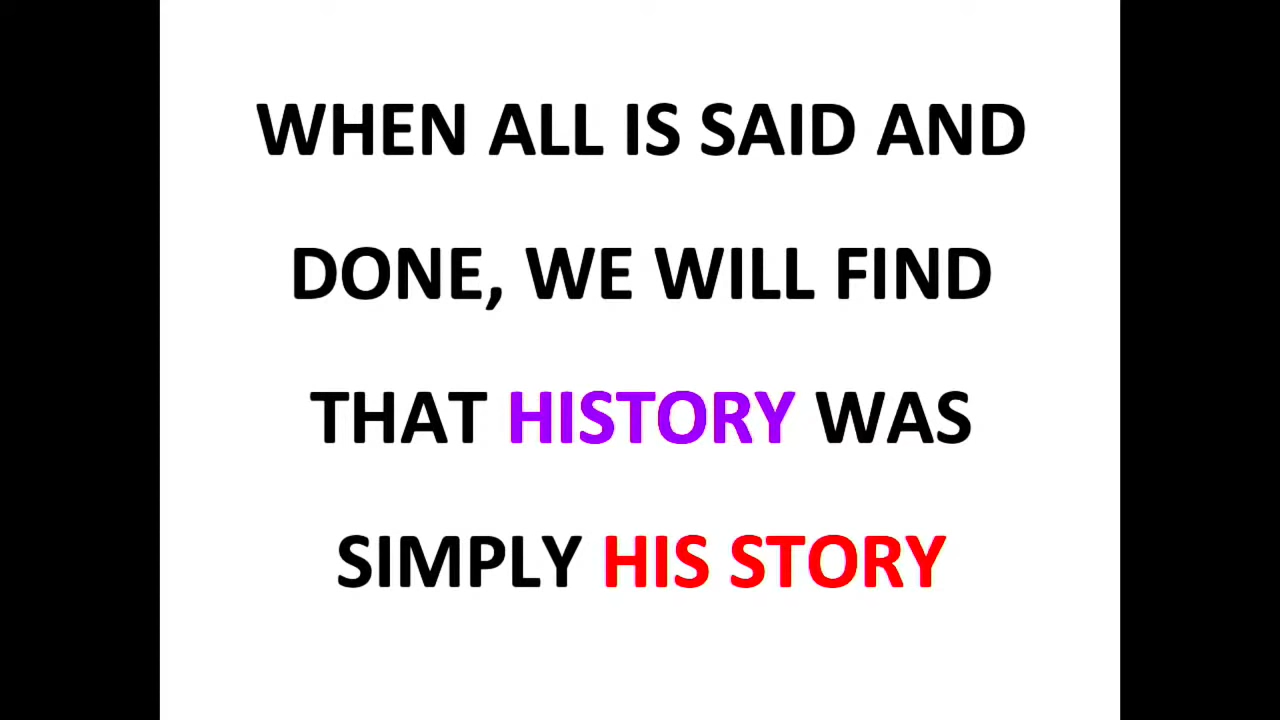 WHEN ALL IS SAID AND
DONE, WE WILL FIND
THAT HISTORY WAS
SIMPLY HIS STORY